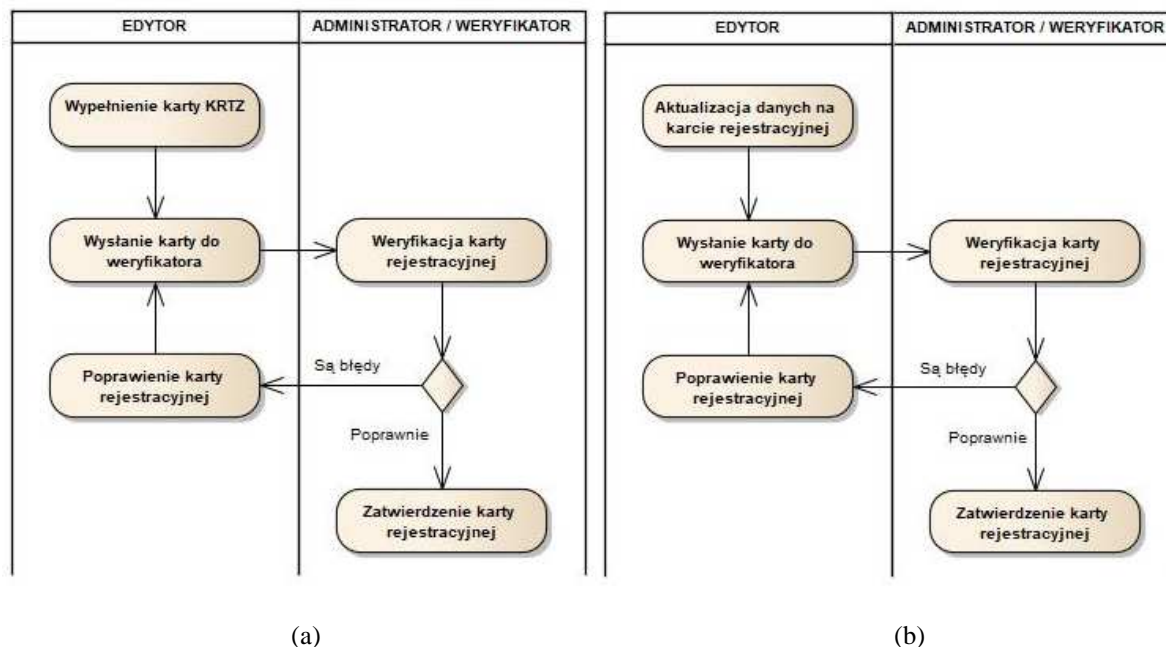 EDYTOR
ADMINISTRATOR / WERYFIKATOR
Wypełnienie karty KRTZ
Wysłanie karty do
weryfikatora
Weryfikacja karty
rejestracyjnej
Są błędy
Poprawienie karty
rejestracyjnej
Poprawnie
Zatwierdzenie karty
rejestracyjnej
(a)
EDYTOR
ADMINISTRATOR / WERYFIKATOR
Aktualizacja danych na
karcie rejestracyjnej
Wysłanie karty do
weryfikatora
Weryfikacja karty
rejestracyjnej
Są błędy
Poprawienie karty
rejestracyjnej
Poprawnie
Zatwierdzenie karty
rejestracyjnej
(b)